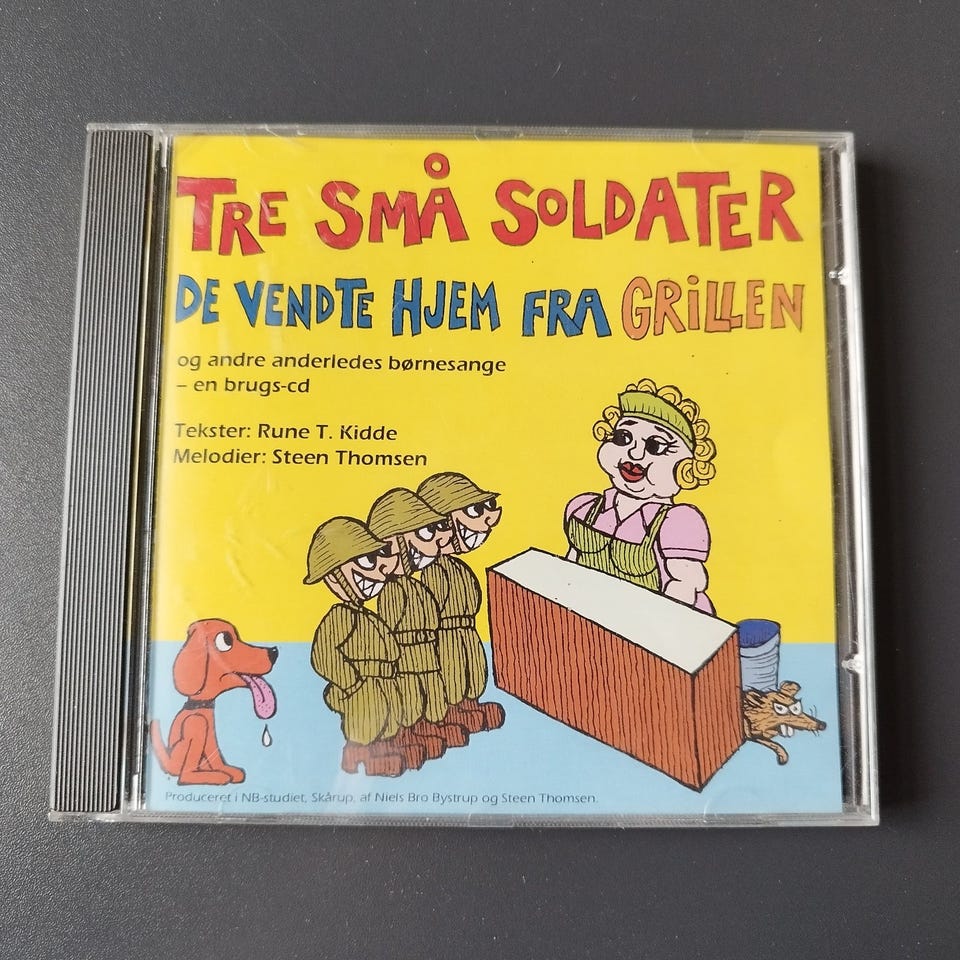 TRE SMÅ SOLDATER
DE VENDTE HJEM FRA GRiLLEN
og andre anderledes børnesange
– en brugs-cd
Tekster: Rune T. Kidde
Melodier: Steen Thomsen
Produceret i NB-studiet, Skårup, af Niels Bro Bystrup og Steen Thomsen.